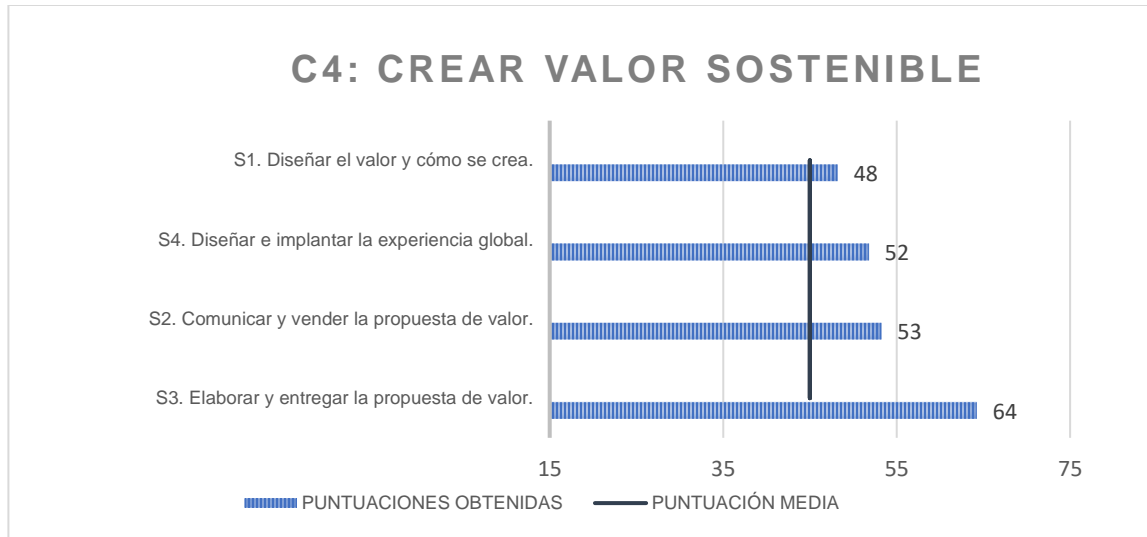 C4: CREAR VALOR SOSTENIBLE
S1. Diseñar el valor y cómo se crea.
48
S4. Diseñar e implantar la experiencia global.
52
S2. Comunicar y vender la propuesta de valor.
53
S3. Elaborar y entregar la propuesta de valor.
64
15 35 55 75
PUNTUACIONES OBTENIDAS PUNTUACIÓN MEDIA